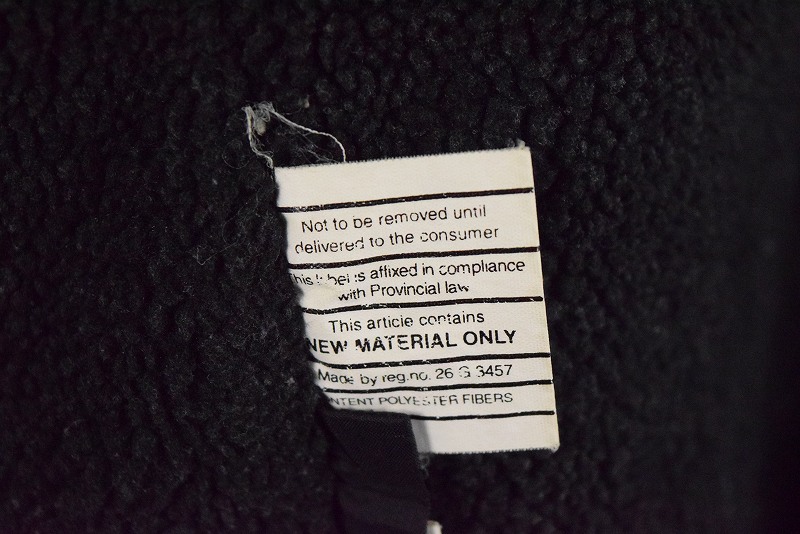 Not to be removed until
delivered to the consumer
This label is affixed in compliance
with Provincial law
This article contains
NEW MATERIAL ONLY
Made by reg.no. 26 G 3457
CONTENT POLYESTER FIBERS